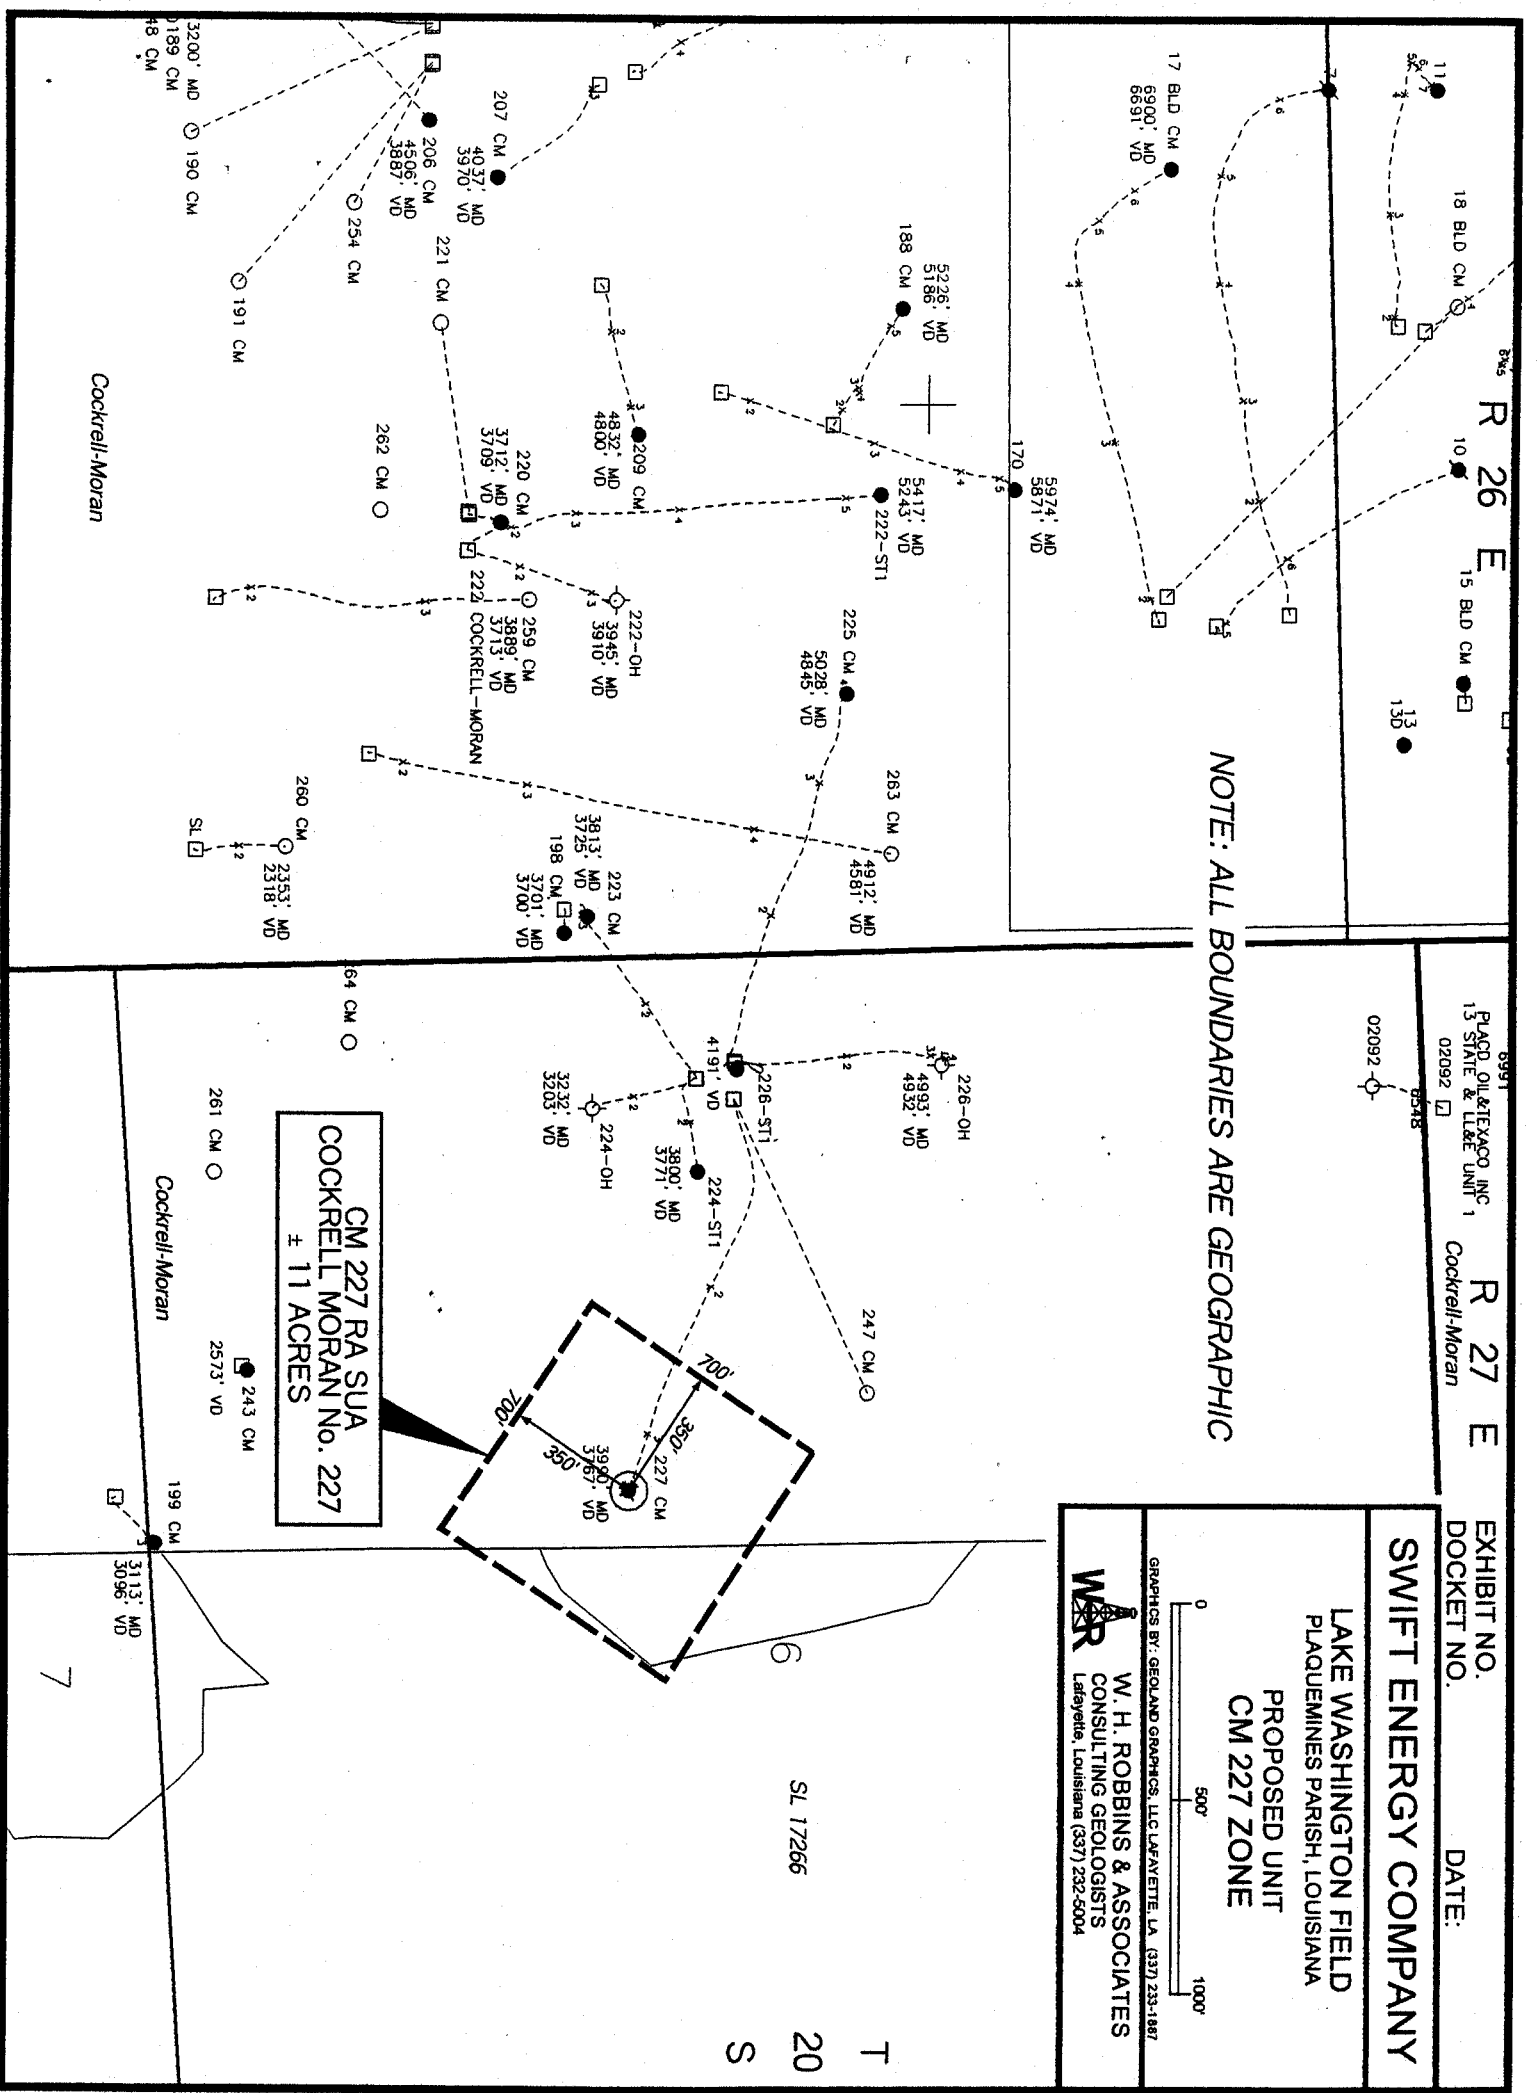 EXHIBIT NO.
DOCKET NO.
DATE:
SWIFT ENERGY COMPANY
LAKE WASHINGTON FIELD
PLAQUEMINES PARISH, LOUISIANA
PROPOSED UNIT
CM 227 ZONE
0 500' 1000'
GRAPHICS BY: GEOLAND GRAPHICS, LLC LAFAYETTE, LA (337) 233-1887
W. H. ROBBINS & ASSOCIATES
CONSULTING GEOLOGISTS
Lafayette, Louisiana (337) 232-5004
WR
R 26 E
R 27 E
T
20
S
NOTE: ALL BOUNDARIES ARE GEOGRAPHIC
PLACID OIL&TEXACO INC
13 STATE & LL&E UNIT 1
02092
02092
Cockrell-Moran
11
18 BLD CM
10
15 BLD CM
13
13D
7
17 BLD CM
6900' MD
6691' VD
188 CM
5226' MD
5186' VD
170
5974' MD
5871' VD
5417' MD
5243' VD
222-ST1
207 CM
4037' MD
3970' VD
206 CM
4506' MD
3887' VD
3200' MD
190 CM
254 CM
191 CM
221 CM
209 CM
4832' MD
4800' VD
220 CM
3712' MD
3709' VD
262 CM
222-OH
3945' MD
3910' VD
259 CM
3889' MD
3713' VD
222 COCKRELL-MORAN
225 CM
5028' MD
4845' VD
263 CM
4912' MD
4581' VD
260 CM
2353' MD
2318' VD
SL
223 CM
3813' MD
3725' VD
198 CM
3701' MD
3700' VD
Cockrell-Moran
64 CM
226-OH
4993' MD
4932' VD
226-ST1
4191' VD
224-OH
3232' MD
3203' VD
224-ST1
3800' MD
3771' VD
247 CM
261 CM
Cockrell-Moran
243 CM
2573' VD
199 CM
3113' MD
3096' VD
700'
350'
700'
350'
227 CM
3990' MD
3767' VD
CM 227 RA SUA
COCKRELL MORAN No. 227
± 11 ACRES
6
7
SL 17266